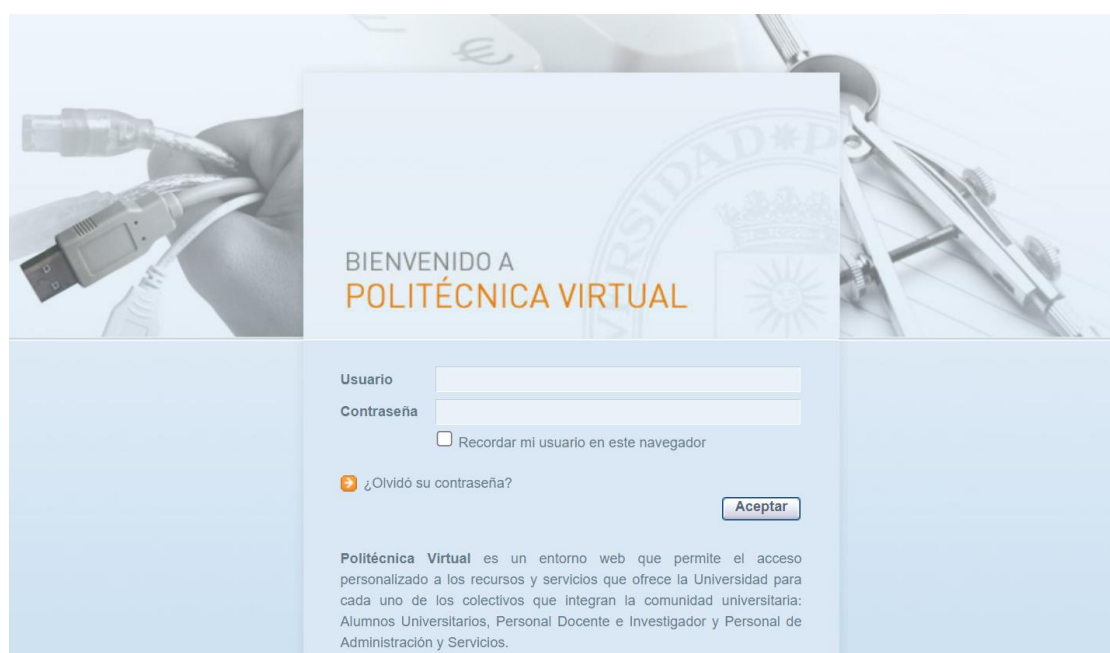 €
UNIVERSIDAD P
BIENVENIDO A
POLITÉCNICA VIRTUAL
Usuario
Contraseña
Recordar mi usuario en este navegador
¿Olvidó su contraseña?
Aceptar
Politécnica Virtual es un entorno web que permite el acceso
personalizado a los recursos y servicios que ofrece la Universidad para
cada uno de los colectivos que integran la comunidad universitaria:
Alumnos Universitarios, Personal Docente e Investigador y Personal de
Administración y Servicios.